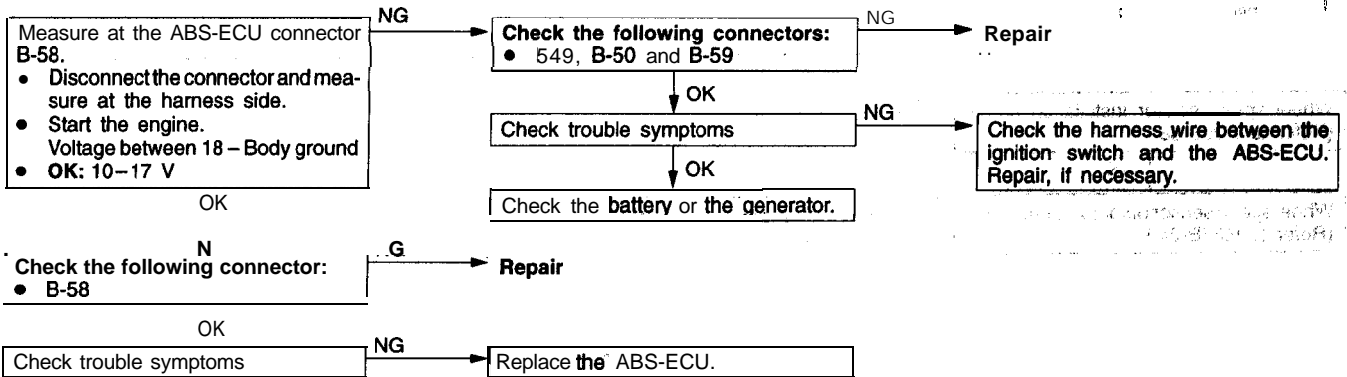 Measure at the ABS-ECU connector
B-58.
● Disconnect the connector and mea-
sure at the harness side.
● Start the engine.
Voltage between 18 – Body ground
● OK: 10–17 V
NG
Check the following connectors:
● 549, B-50 and B-59
NG
Repair
OK
Check trouble symptoms
NG
Check the harness wire between the
ignition switch and the ABS-ECU.
Repair, if necessary.
OK
Check the battery or the generator.
OK
N G
Check the following connector:
● B-58
Repair
OK
Check trouble symptoms
NG
Replace the ABS-ECU.